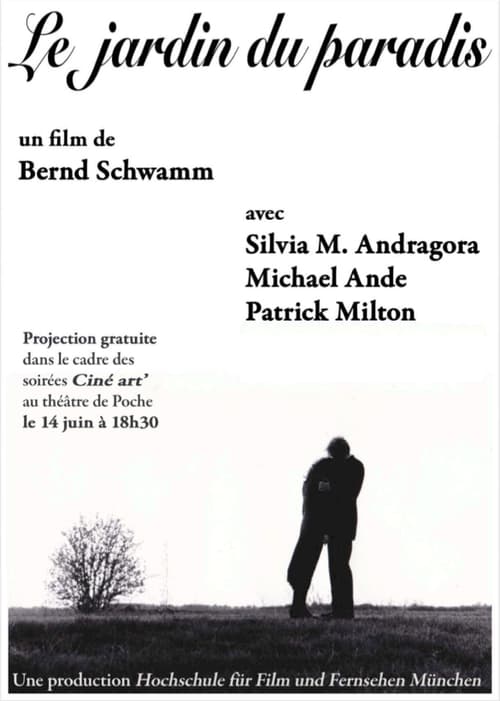 Le jardin du paradis
un film de
Bernd Schwamm
avec
Silvia M. Andragora
Michael Ande
Patrick Milton
Projection gratuite
dans le cadre des
soirées Ciné art'
au théâtre de Poche
le 14 juin à 18h30
Une production Hochschule für Film und Fernsehen München